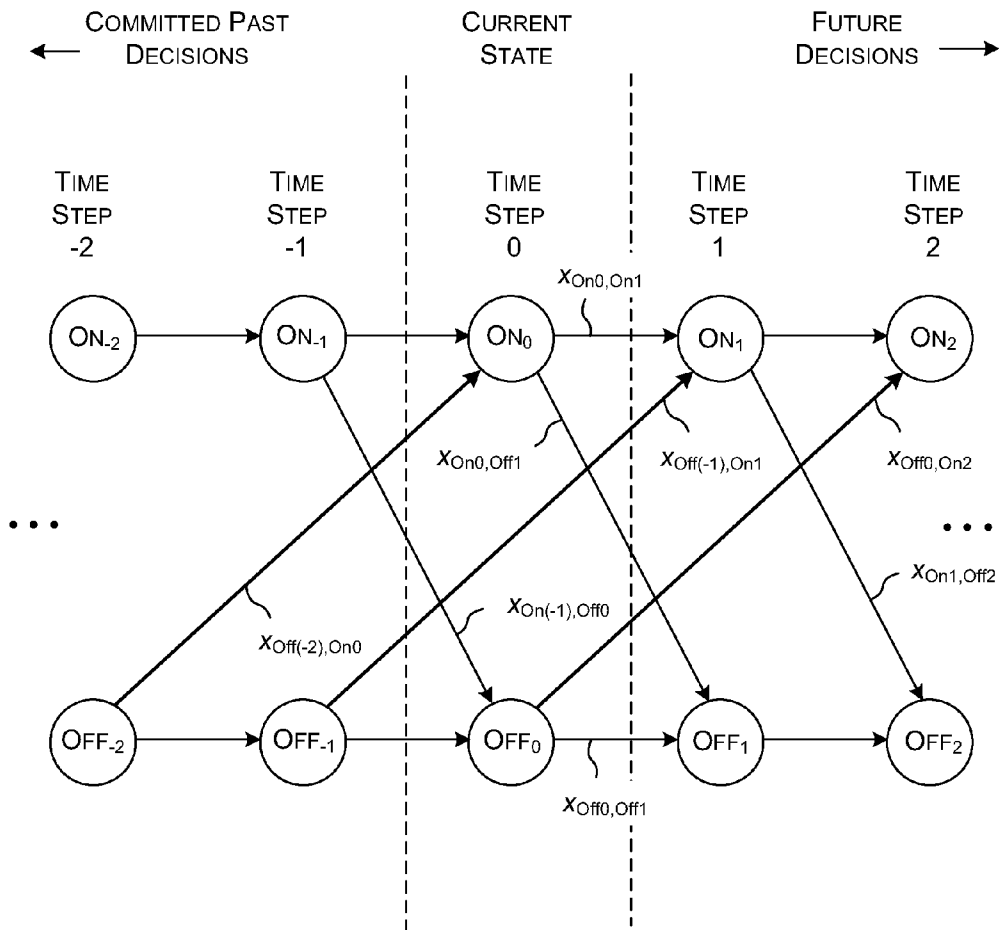 COMMITTED PAST
DECISIONS
CURRENT
STATE
FUTURE
DECISIONS
TIME
STEP
-2
TIME
STEP
-1
TIME
STEP
0
TIME
STEP
1
TIME
STEP
2
xOn0,On1
ON-2
ON-1
ON0
ON1
ON2
xOn0,Off1
xOff(-1),On1
xOff0,On2
• • •
• • •
xOn1,Off2
xOff(-2),On0
xOn(-1),Off0
OFF-2
OFF-1
OFF0
OFF1
OFF2
xOff0,Off1